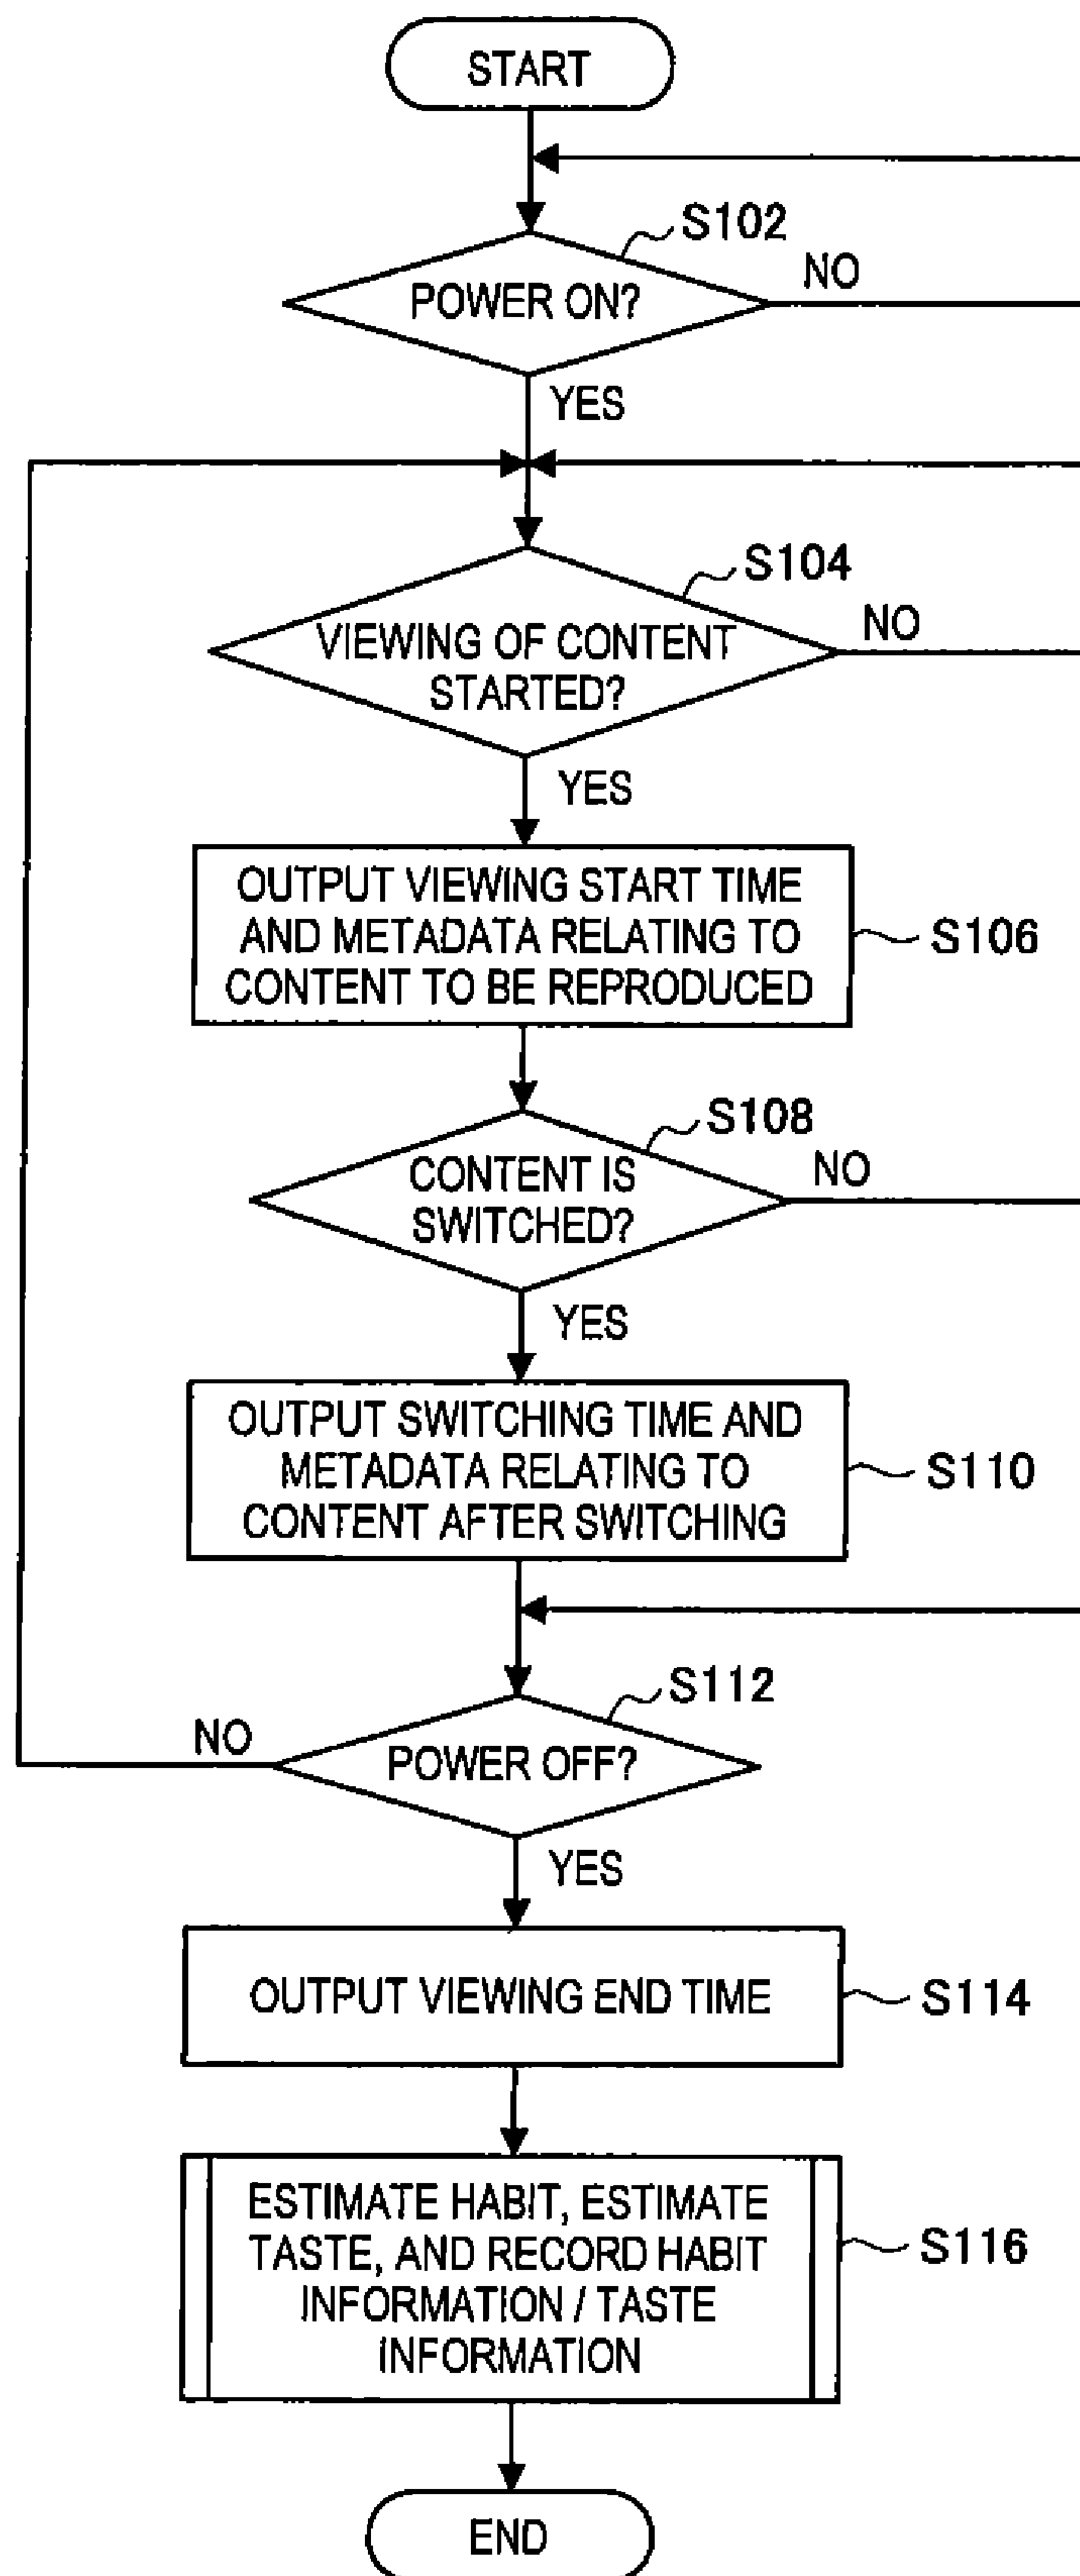 START
S102
POWER ON?
NO
YES
S104
VIEWING OF CONTENT
STARTED?
NO
YES
OUTPUT VIEWING START TIME
AND METADATA RELATING TO
CONTENT TO BE REPRODUCED
S106
S108
CONTENT IS
SWITCHED?
NO
YES
OUTPUT SWITCHING TIME AND
METADATA RELATING TO
CONTENT AFTER SWITCHING
S110
S112
NO
POWER OFF?
YES
OUTPUT VIEWING END TIME
S114
ESTIMATE HABIT, ESTIMATE
TASTE, AND RECORD HABIT
INFORMATION / TASTE
INFORMATION
S116
END